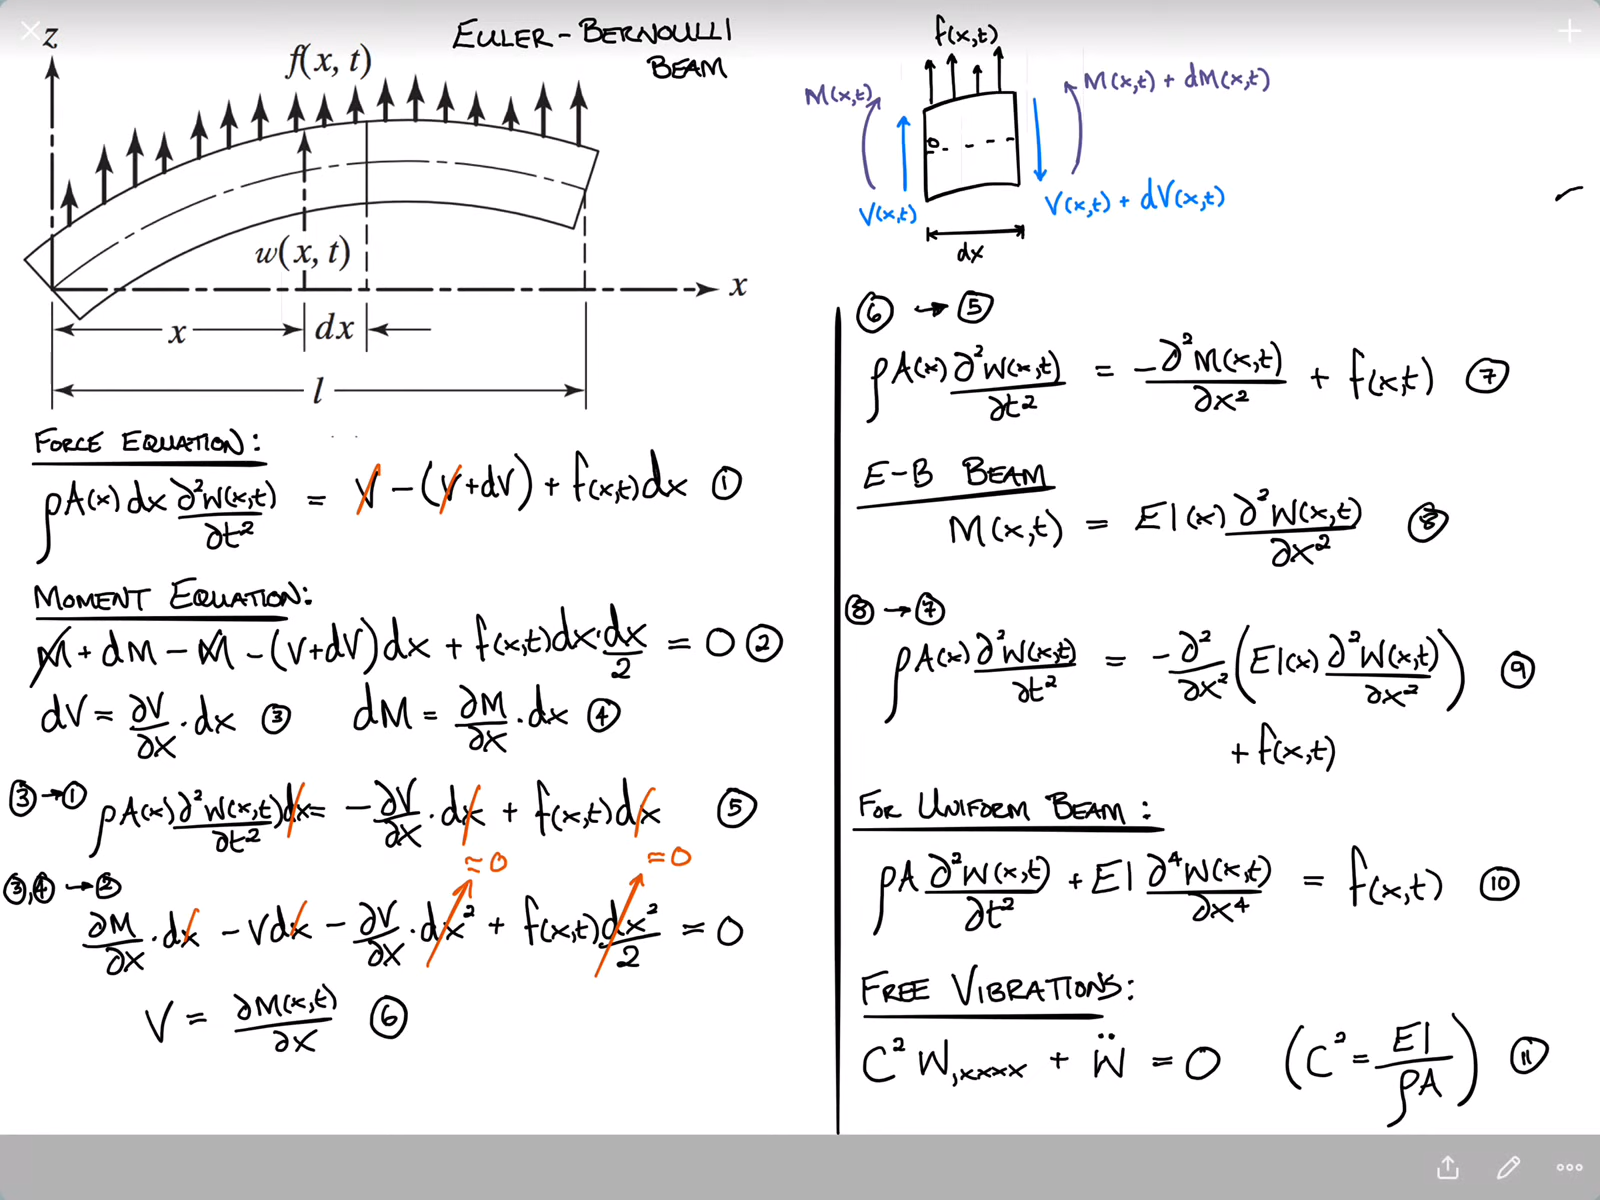 EULER-BERNOULLI
BEAM
z
f(x, t)
w(x, t)
x
x
dx
l
f(x,t)
M(x,t)
M(x,t) + dM(x,t)
V(x,t)
V(x,t) + dV(x,t)
O
dx
FORCE EQUATION:
ρA(x) dx ∂²W(x,t)/∂t² = V - (V+dV) + f(x,t)dx ①
MOMENT EQUATION:
M + dM - M - (V+dV)dx + f(x,t)dx·dx/2 = 0 ②
dV = ∂V/∂x · dx ③ dM = ∂M/∂x · dx ④
③→① ρA(x) ∂²W(x,t)/∂t² dx = -∂V/∂x · dx + f(x,t)dx ⑤
≈0 ≈0
③,④→②
∂M/∂x · dx - Vdx - ∂V/∂x · dx² + f(x,t) dx²/2 = 0
V = ∂M(x,t)/∂x ⑥
⑥ → ⑤
ρA(x) ∂²W(x,t)/∂t² = -∂²M(x,t)/∂x² + f(x,t) ⑦
E-B BEAM
M(x,t) = EI(x) ∂²W(x,t)/∂x² ⑧
⑧→⑦
ρA(x) ∂²W(x,t)/∂t² = -∂²/∂x² (EI(x) ∂²W(x,t)/∂x²) ⑨
+ f(x,t)
FOR UNIFORM BEAM:
ρA ∂²W(x,t)/∂t² + EI ∂⁴W(x,t)/∂x⁴ = f(x,t) ⑩
FREE VIBRATIONS:
C² W,xxxx + Ẅ = 0 (C² = EI/ρA) ⑪